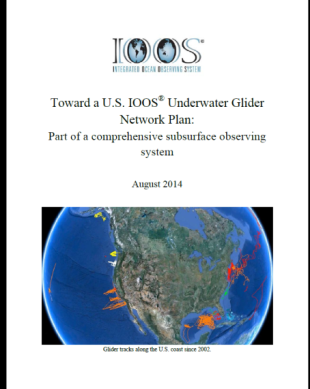 IOOS®
INTEGRATED OCEAN OBSERVING SYSTEM
Toward a U.S. IOOS® Underwater Glider
Network Plan:
Part of a comprehensive subsurface observing
system
August 2014
Glider tracks along the U.S. coast since 2002.